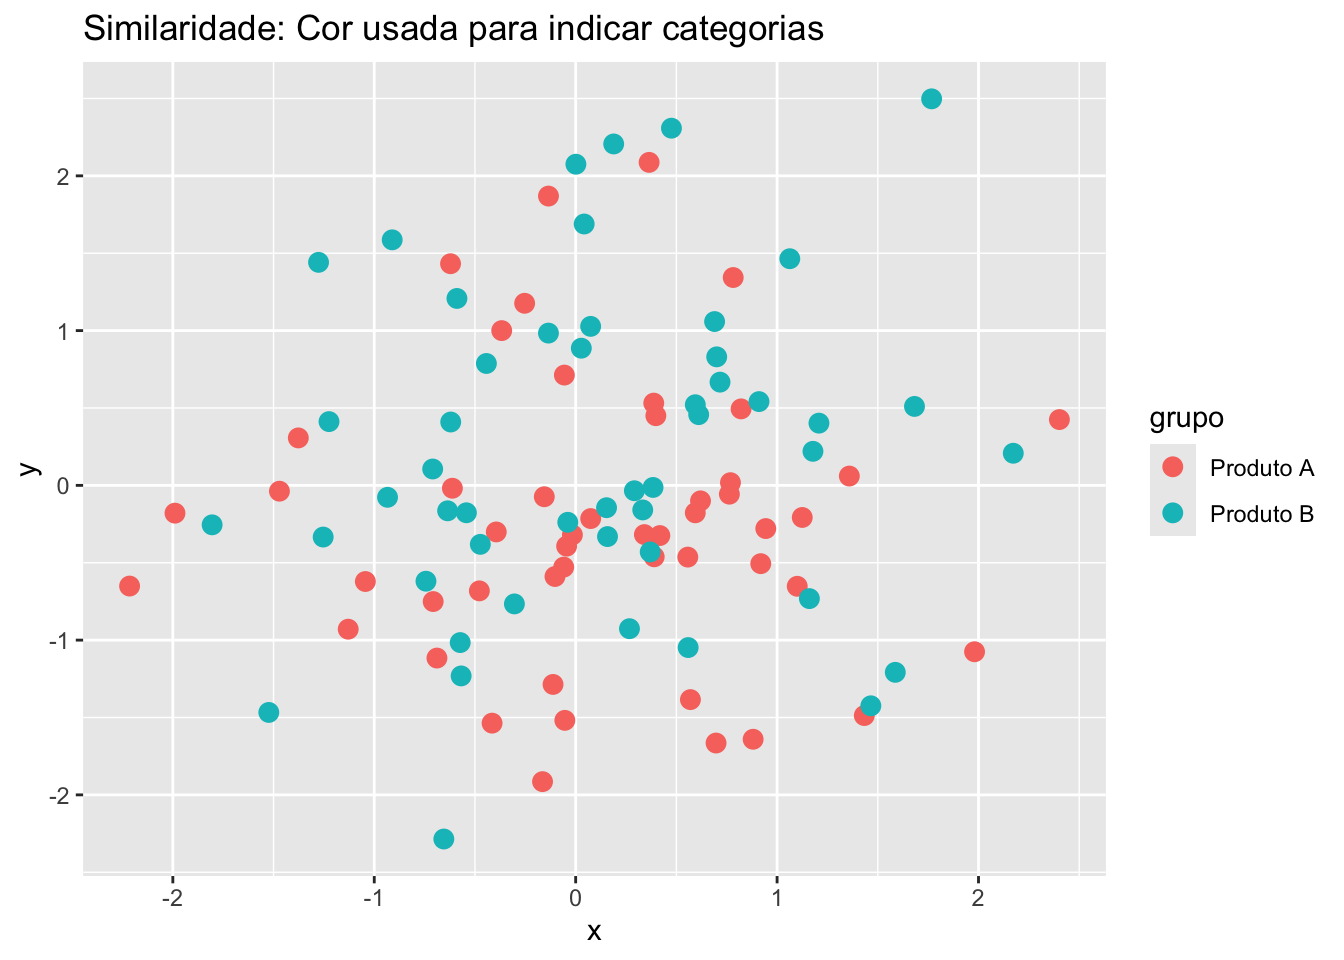 Similaridade: Cor usada para indicar categorias
2
1
0
-1
-2
y
-2
-1
0
1
2
x
grupo
Produto A
Produto B